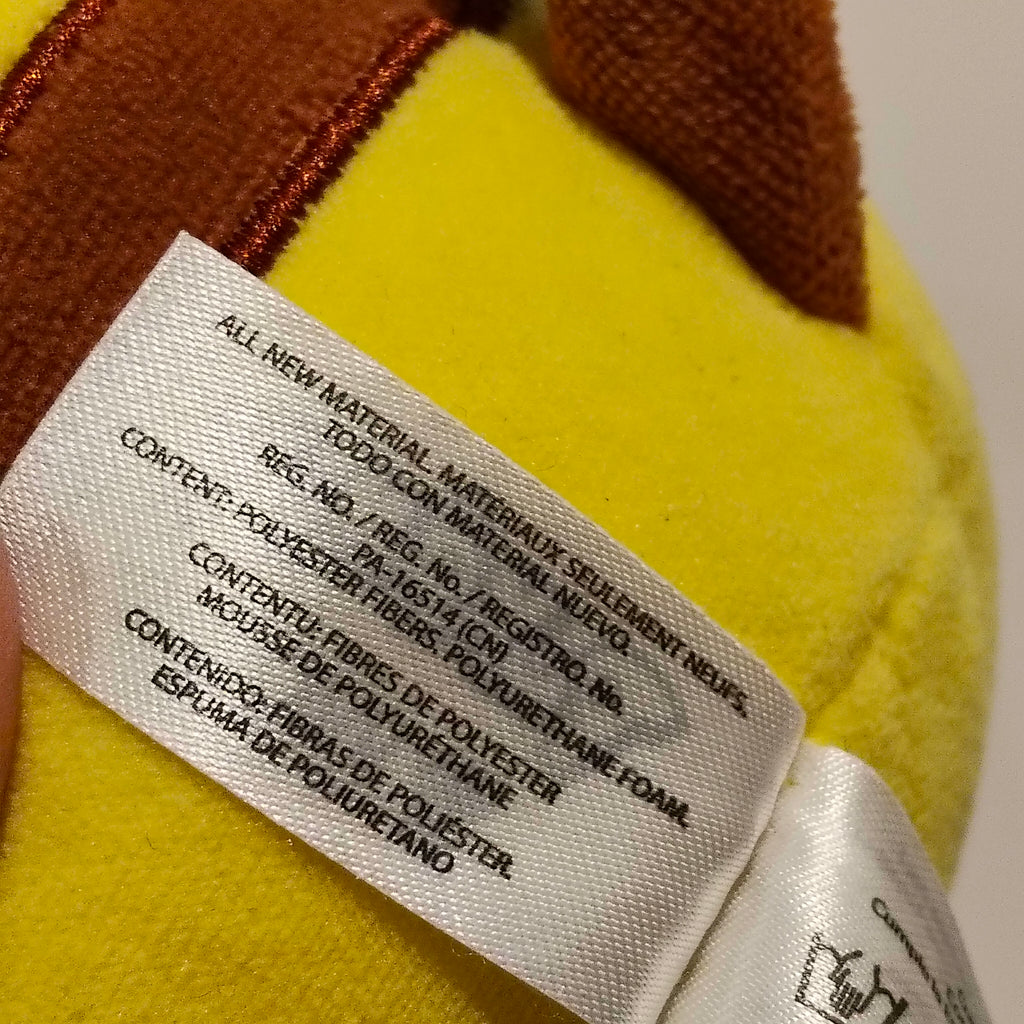 ALL NEW MATERIAL. MATERIAUX SEULEMENT NEUFS.
TODO CON MATERIAL NUEVO.
REG. NO. / REG. No. / REGISTRO. No.
PA-16514 (CN)
CONTENT: POLYESTER FIBERS. POLYURETHANE FOAM.
CONTENTU: FIBRES DE POLYESTER
MOUSSE DE POLYURÉTHANE
CONTENIDO: FIBRAS DE POLIÉSTER.
ESPUMA DE POLIURETANO